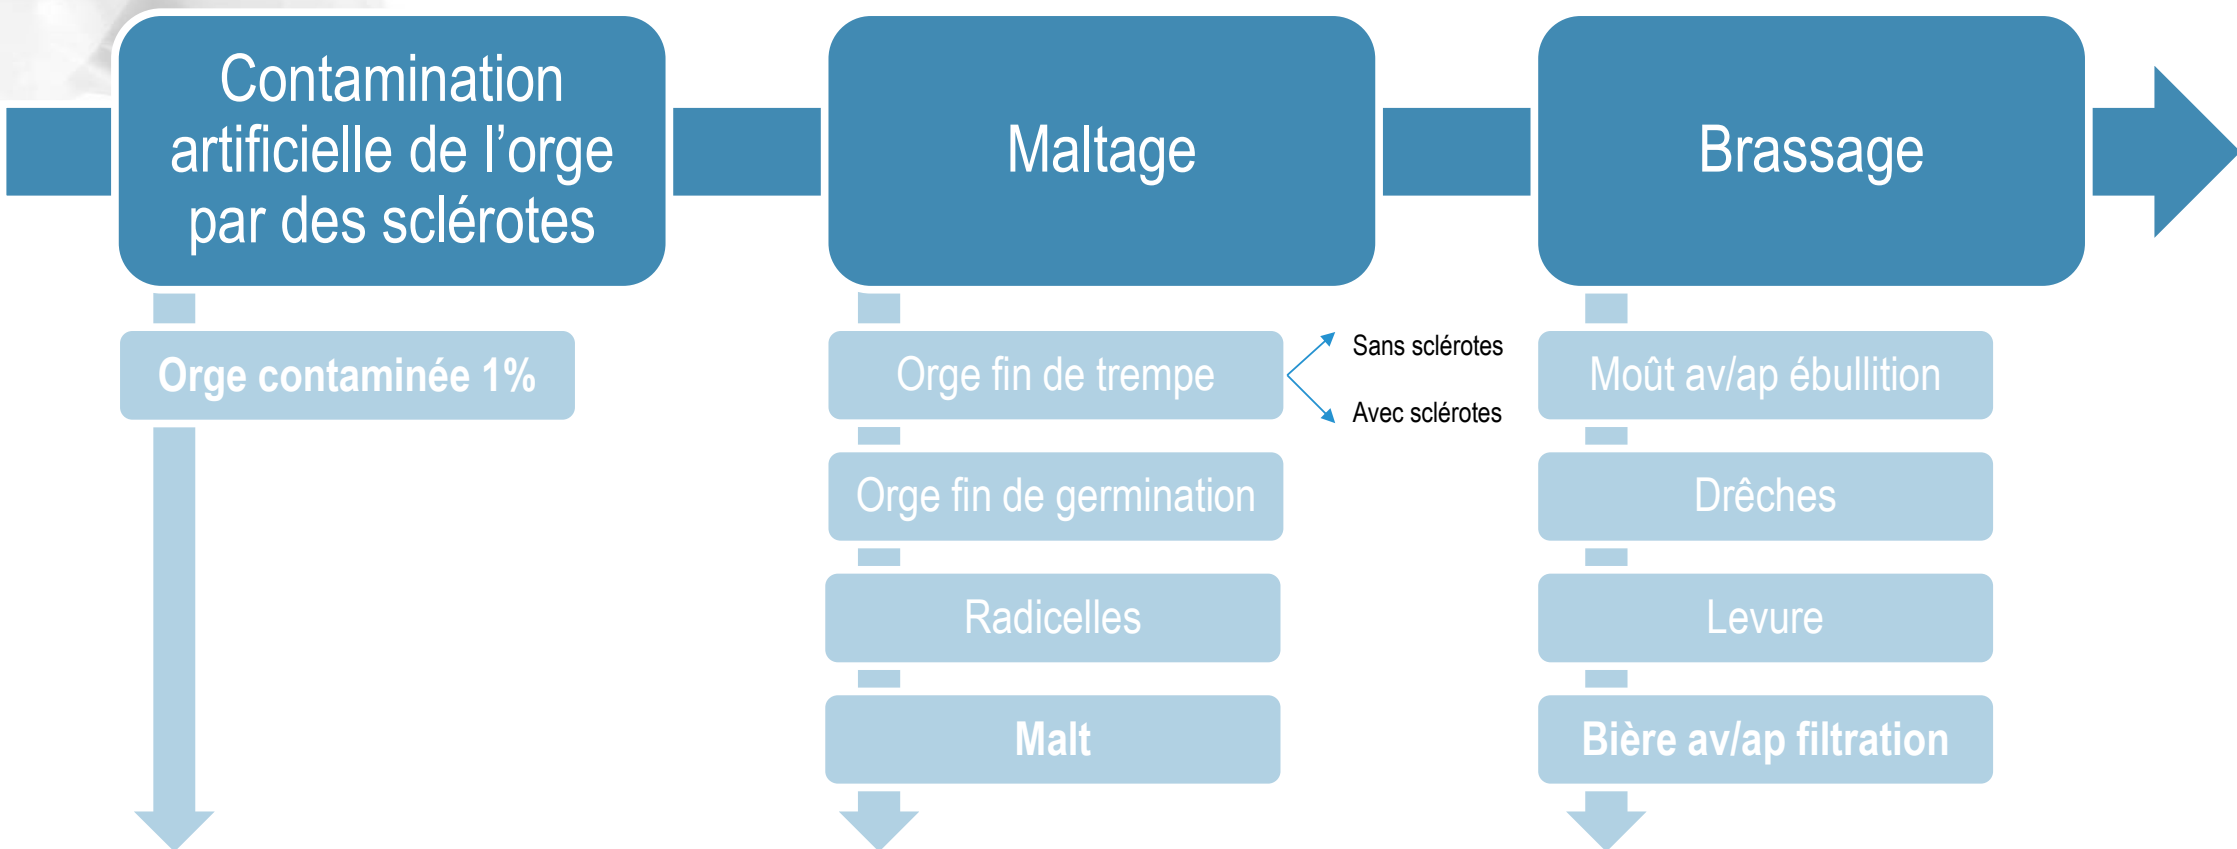 Contamination
artificielle de l’orge
par des sclérotes
Orge contaminée 1%
Maltage
Orge fin de trempe
Sans sclérotes
Avec sclérotes
Orge fin de germination
Radicelles
Malt
Brassage
Moût av/ap ébullition
Drêches
Levure
Bière av/ap filtration